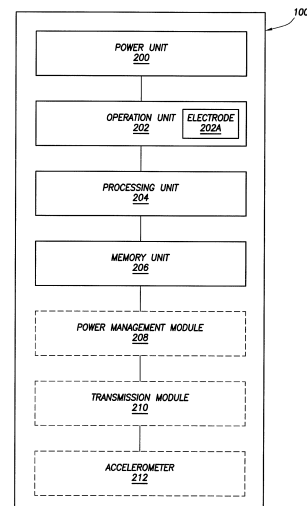 100
POWER UNIT
200
OPERATION UNIT
202
ELECTRODE
202A
PROCESSING UNIT
204
MEMORY UNIT
206
POWER MANAGEMENT MODULE
208
TRANSMISSION MODULE
210
ACCELEROMETER
212